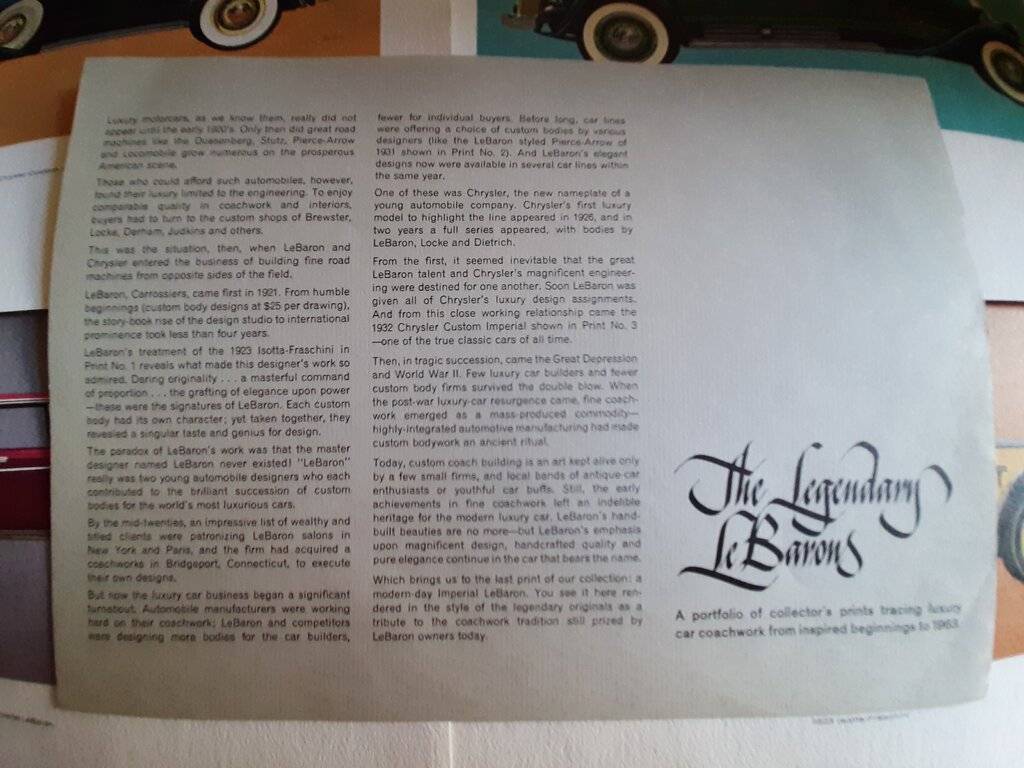 Luxury motorcars, as we know them, really did not
appear until the early 1900's. Only then did great road
machines like the Duesenberg, Stutz, Pierce-Arrow
and Locomobile grow numerous on the prosperous
American scene.
Those who could afford such automobiles, however,
found their luxury limited to the engineering. To enjoy
comparable quality in coachwork and interiors,
buyers had to turn to the custom shops of Brewster,
Locke, Derham, Judkins and others.
This was the situation, then, when LeBaron and
Chrysler entered the business of building fine road
machines from opposite sides of the field.
LeBaron, Carrossiers, came first in 1921. From humble
beginnings (custom body designs at $25 per drawing),
the story-book rise of the design studio to international
prominence took less than four years.
LeBaron's treatment of the 1923 Isotta-Fraschini in
Print No. 1 reveals what made this designer's work so
admired. Daring originality . . . a masterful command
of proportion . . . the grafting of elegance upon power
—these were the signatures of LeBaron. Each custom
body had its own character; yet taken together, they
revealed a singular taste and genius for design.
The paradox of LeBaron's work was that the master
designer named LeBaron never existed! "LeBaron"
really was two young automobile designers who each
contributed to the brilliant succession of custom
bodies for the world's most luxurious cars.
By the mid-twenties, an impressive list of wealthy and
titled clients were patronizing LeBaron salons in
New York and Paris, and the firm had acquired a
coachworks in Bridgeport, Connecticut, to execute
their own designs.
But now the luxury car business began a significant
turnabout. Automobile manufacturers were working
hard on their coachwork; LeBaron and competitors
were designing more bodies for the car builders,
fewer for individual buyers. Before long, car lines
were offering a choice of custom bodies by various
designers (like the LeBaron styled Pierce-Arrow of
1931 shown in Print No. 2). And LeBaron's elegant
designs now were available in several car lines within
the same year.
One of these was Chrysler, the new nameplate of a
young automobile company. Chrysler's first luxury
model to highlight the line appeared in 1926, and in
two years a full series appeared, with bodies by
LeBaron, Locke and Dietrich.
From the first, it seemed inevitable that the great
LeBaron talent and Chrysler's magnificent engineer-
ing were destined for one another. Soon LeBaron was
given all of Chrysler's luxury design assignments.
And from this close working relationship came the
1932 Chrysler Custom Imperial shown in Print No. 3
—one of the true classic cars of all time.
Then, in tragic succession, came the Great Depression
and World War II. Few luxury car builders and fewer
custom body firms survived the double blow. When
the post-war luxury-car resurgence came, fine coach-
work emerged as a mass-produced commodity—
highly-integrated automotive manufacturing had made
custom bodywork an ancient ritual.
Today, custom coach building is an art kept alive only
by a few small firms, and local bands of antique-car
enthusiasts or youthful car buffs. Still, the early
achievements in fine coachwork left an indelible
heritage for the modern luxury car. LeBaron's hand-
built beauties are no more—but LeBaron's emphasis
upon magnificent design, handcrafted quality and
pure elegance continue in the car that bears the name.
Which brings us to the last print of our collection: a
modern-day Imperial LeBaron. You see it here ren-
dered in the style of the legendary originals as a
tribute to the coachwork tradition still prized by
LeBaron owners today.
The Legendary
LeBarons
A portfolio of collector's prints tracing luxury
car coachwork from inspired beginnings to 1963.